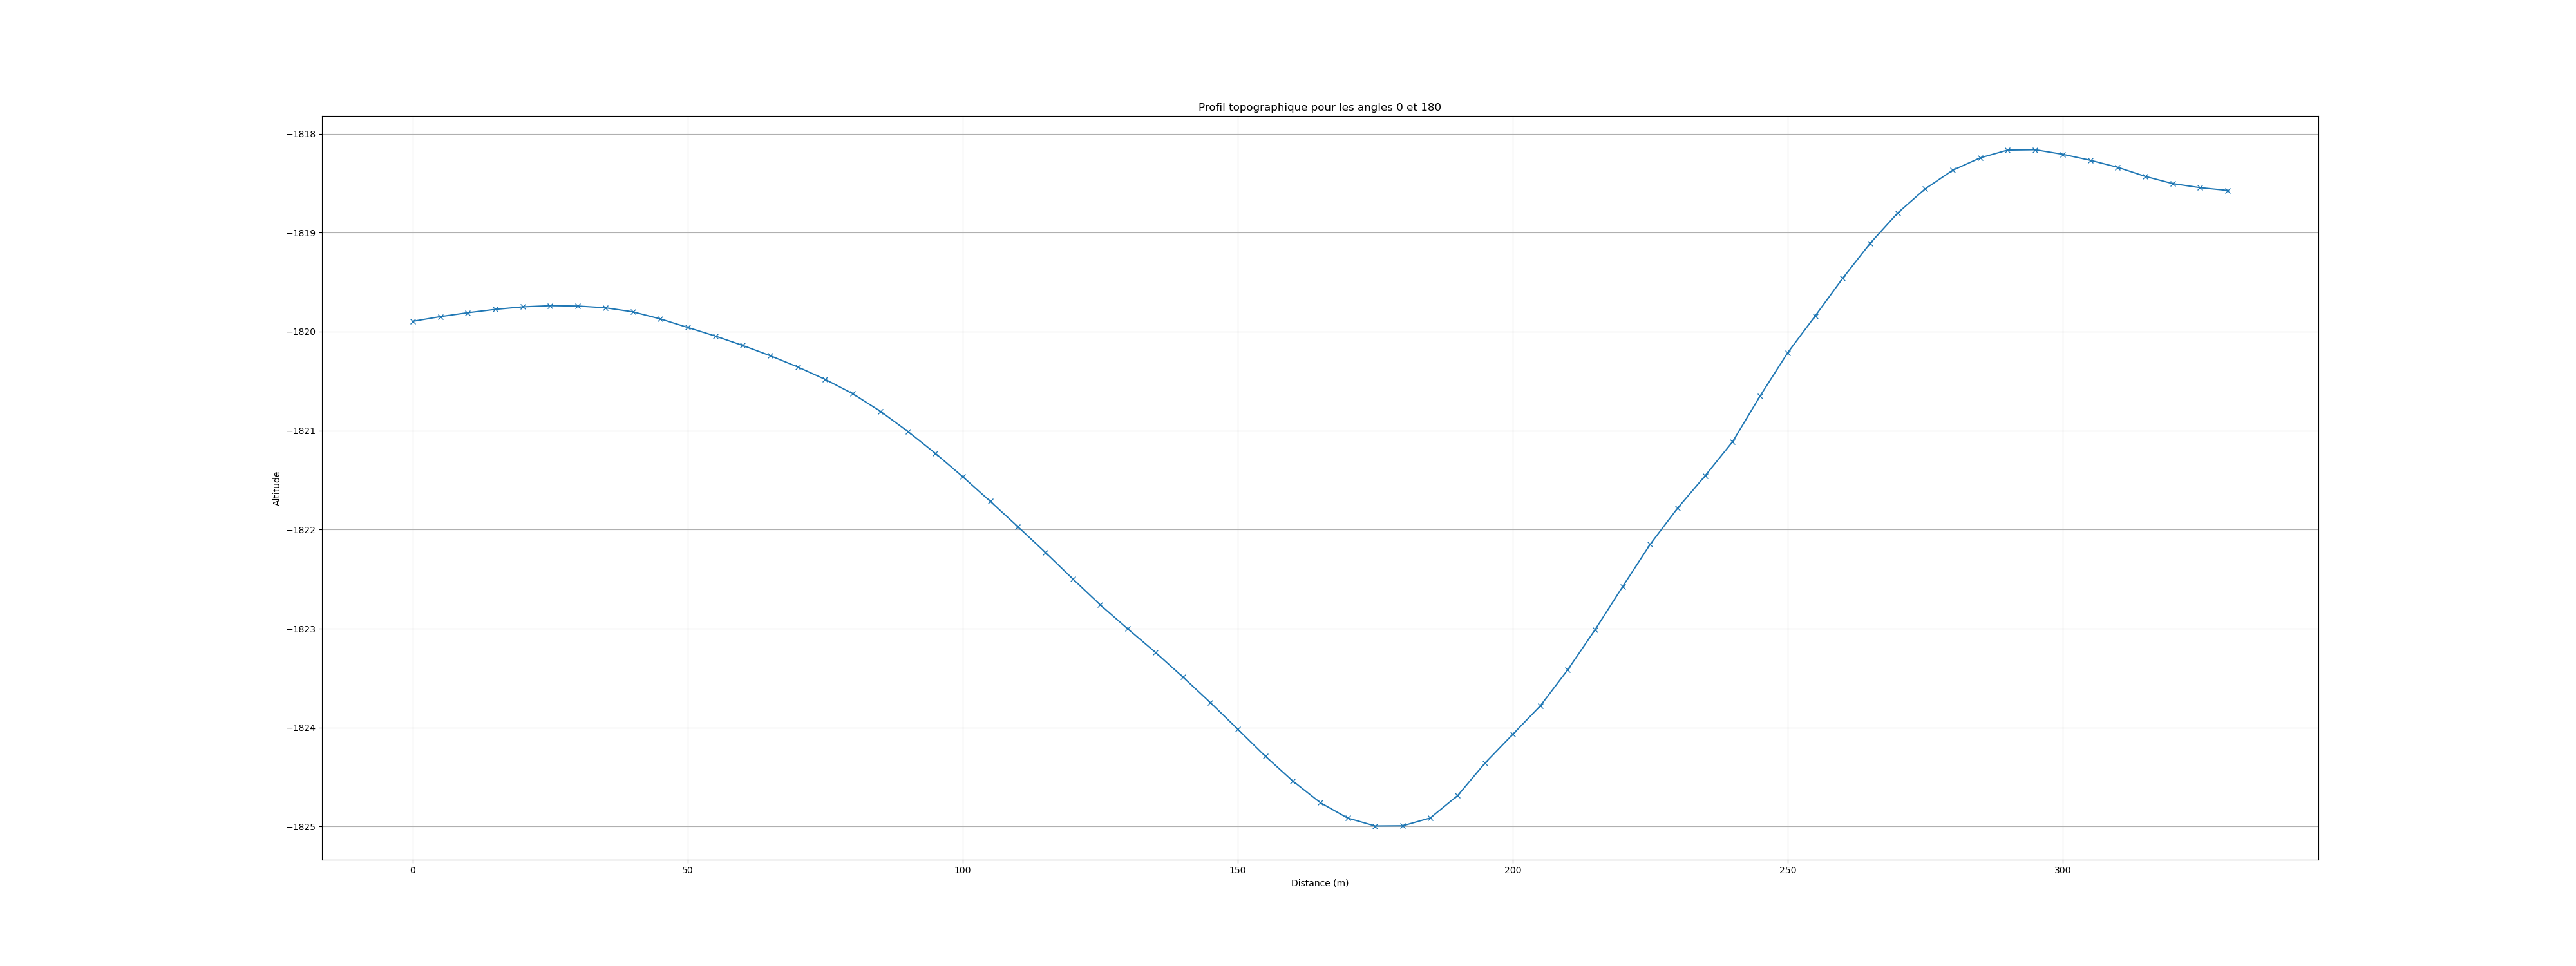 Profil topographique pour les angles 0 et 180
−1818
−1819
−1820
−1821
−1822
−1823
−1824
−1825
Altitude
0 50 100 150 200 250 300
Distance (m)